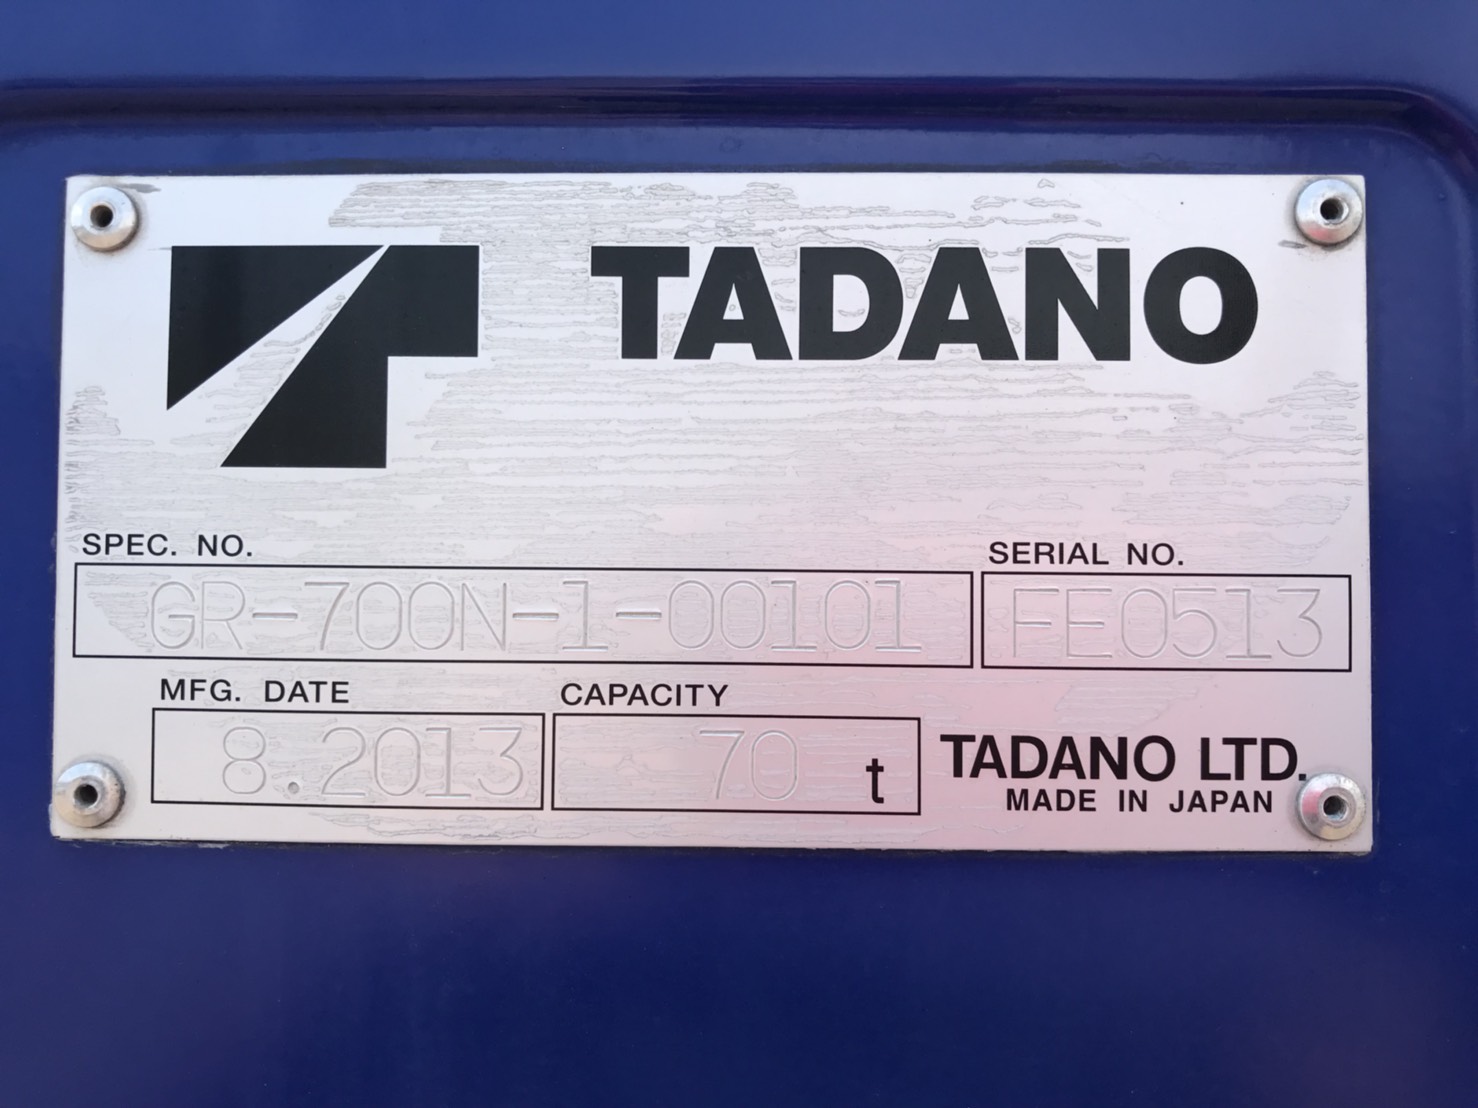 TADANO
SPEC. NO.
SERIAL NO.
GR-700N-1-00101
FE0513
MFG. DATE
CAPACITY
8.2013
70 t
TADANO LTD.
MADE IN JAPAN